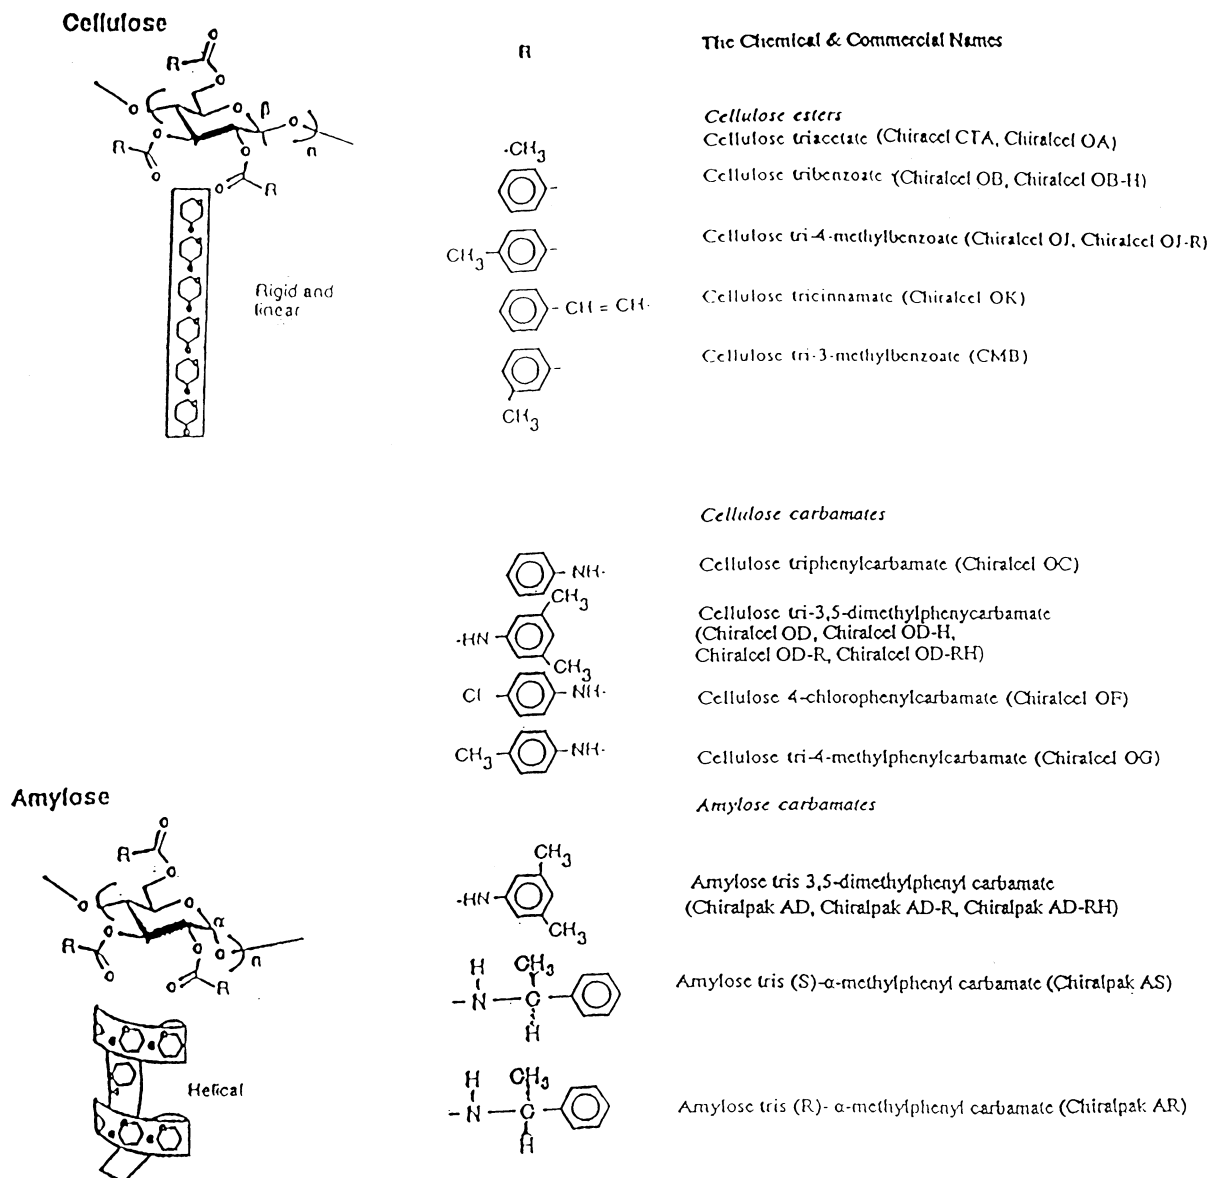 Cellulose
R
The Chemical & Commercial Names
O
R
O
O
O
β
O
n
O
R
O
O
O
R
Cellulose esters
·CH3
Cellulose triacetate (Chiracel CTA, Chiralcel OA)
Cellulose tribenzoate (Chiralcel OB, Chiralcel OB-H)
CH3
Cellulose tri-4-methylbenzoate (Chiralcel OJ, Chiralcel OJ-R)
Rigid and
linear
CH = CH·
Cellulose tricinnamate (Chiralcel OK)
Cellulose tri-3-methylbenzoate (CMB)
CH3
Cellulose carbamates
NH·
Cellulose triphenylcarbamate (Chiralcel OC)
CH3
·HN
CH3
Cellulose tri-3,5-dimethylphenycarbamate
(Chiralcel OD, Chiralcel OD-H,
Chiralcel OD-R, Chiralcel OD-RH)
Cl
NH·
Cellulose 4-chlorophenylcarbamate (Chiralcel OF)
CH3
NH·
Cellulose tri-4-methylphenylcarbamate (Chiralcel OG)
Amylose
Amylose carbamates
O
R
O
O
O
α
O
n
O
R
O
O
O
R
CH3
·HN
CH3
Amylose tris 3,5-dimethylphenyl carbamate
(Chiralpak AD, Chiralpak AD-R, Chiralpak AD-RH)
H
CH3
N
C
H
Amylose tris (S)-α-methylphenyl carbamate (Chiralpak AS)
Helical
H
CH3
N
C
H
Amylose tris (R)- α-methylphenyl carbamate (Chiralpak AR)